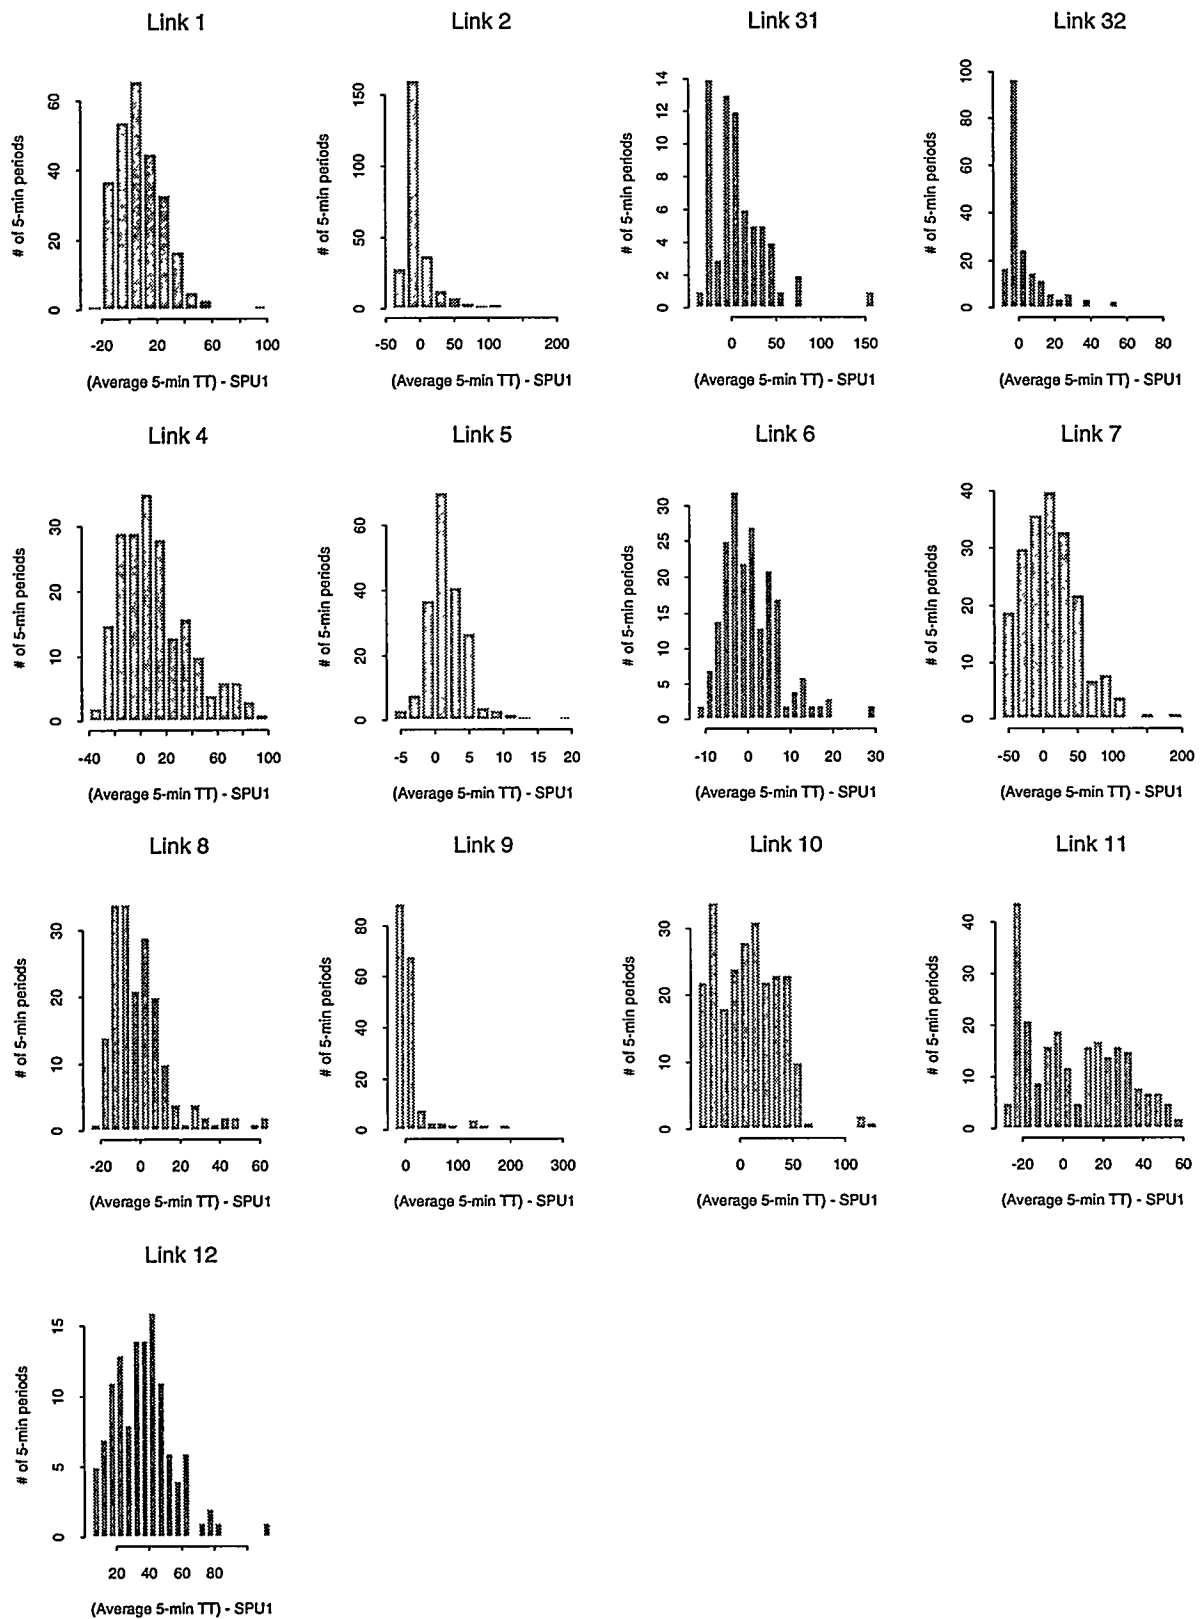 Link 1
# of 5-min periods
0 20 40 60
-20 20 60 100
(Average 5-min TT) - SPU1
Link 2
# of 5-min periods
0 50 100 150
-50 0 50 100 200
(Average 5-min TT) - SPU1
Link 31
# of 5-min periods
0 2 4 6 8 10 12 14
0 50 100 150
(Average 5-min TT) - SPU1
Link 32
# of 5-min periods
0 20 40 60 80 100
0 20 40 60 80
(Average 5-min TT) - SPU1
Link 4
# of 5-min periods
0 10 20 30
-40 0 20 60 100
(Average 5-min TT) - SPU1
Link 5
# of 5-min periods
0 20 40 60
-5 0 5 10 15 20
(Average 5-min TT) - SPU1
Link 6
# of 5-min periods
0 5 10 15 20 25 30
-10 0 10 20 30
(Average 5-min TT) - SPU1
Link 7
# of 5-min periods
0 10 20 30 40
-50 0 50 100 200
(Average 5-min TT) - SPU1
Link 8
# of 5-min periods
0 10 20 30
-20 0 20 40 60
(Average 5-min TT) - SPU1
Link 9
# of 5-min periods
0 20 40 60 80
0 100 200 300
(Average 5-min TT) - SPU1
Link 10
# of 5-min periods
0 10 20 30
0 50 100
(Average 5-min TT) - SPU1
Link 11
# of 5-min periods
0 10 20 30 40
-20 0 20 40 60
(Average 5-min TT) - SPU1
Link 12
# of 5-min periods
0 5 10 15
20 40 60 80
(Average 5-min TT) - SPU1